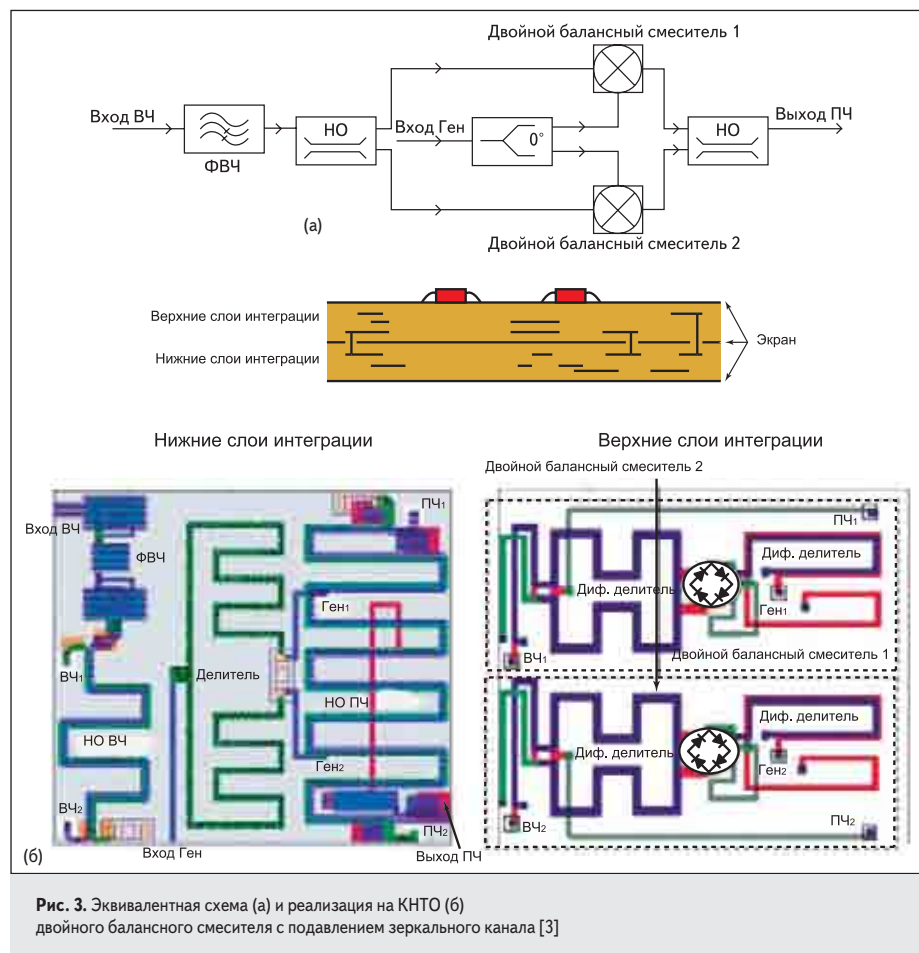 Двойной балансный смеситель 1
Вход ВЧ
ФВЧ
НО
Вход Ген
0°
НО
Выход ПЧ
(а)
Двойной балансный смеситель 2
Верхние слои интеграции
Нижние слои интеграции
Экран
Нижние слои интеграции
Вход ВЧ
ФВЧ
ПЧ1
Ген1
ВЧ1
Делитель
НО ПЧ
НО ВЧ
Ген2
ВЧ2
ПЧ2
Вход Ген
Выход ПЧ
(б)
Верхние слои интеграции
Двойной балансный смеситель 2
ПЧ1
Диф. делитель
Диф. делитель
Ген1
Двойной балансный смеситель 1
ВЧ1
Диф. делитель
Диф. делитель
Ген2
ВЧ2
ПЧ2
Рис. 3. Эквивалентная схема (а) и реализация на КНТО (б)
двойного балансного смесителя с подавлением зеркального канала [3]